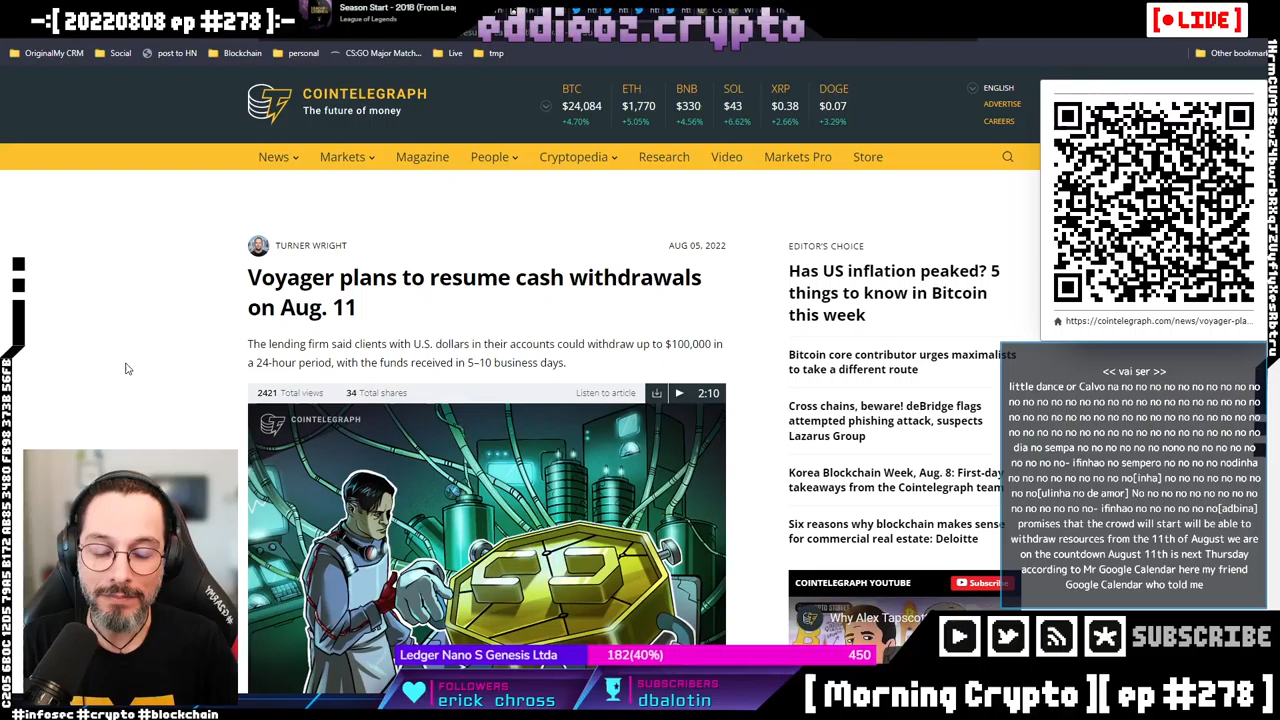 -:[ 20220808 ep #278 ]:-
Season Start - 2018 (From Leag
League of Legends
eddieoz.crypto
[ LIVE ]
OriginalMy CRM
Social
post to HN
Blockchain
personal
CS:GO Major Match...
Live
tmp
Other bookmark
COINTELEGRAPH
The future of money
BTC ETH BNB SOL XRP DOGE
$24,084 $1,770 $330 $43 $0.38 $0.07
+4.70% +5.05% +4.56% +6.62% +2.66% +3.29%
ENGLISH
ADVERTISE
CAREERS
News Markets Magazine People Cryptopedia Research Video Markets Pro Store
https://cointelegraph.com/news/voyager-pla...
TURNER WRIGHT
AUG 05, 2022
Voyager plans to resume cash withdrawals
on Aug. 11
The lending firm said clients with U.S. dollars in their accounts could withdraw up to $100,000 in
a 24-hour period, with the funds received in 5–10 business days.
2421 Total views 34 Total shares Listen to article 2:10
COINTELEGRAPH
EDITOR'S CHOICE
Has US inflation peaked? 5
things to know in Bitcoin
this week
Bitcoin core contributor urges maximalists
to take a different route
Cross chains, beware! deBridge flags
attempted phishing attack, suspects
Lazarus Group
Korea Blockchain Week, Aug. 8: First-day
takeaways from the Cointelegraph team
Six reasons why blockchain makes sense
for commercial real estate: Deloitte
COINTELEGRAPH YOUTUBE
Subscribe
Why Alex Tapscot
<< vai ser >>
little dance or Calvo na no no no no no no no no no no
no no no no no no no no no no no no no no no no no no
no no no no no no no no no no no no no no no no no no
no no no no no no no no no no no no no no no no no no
dia no sempa no no no no no nono no no no no no
no no no no- ifinhao no sempero no no no no nodinha
no no no no no no no no no[inha] no no no no no no no
no no[ulinha no de amor] No no no no no no no no no
no no no no no- ifinhao no no no no no no[adbina]
promises that the crowd will start will be able to
withdraw resources from the 11th of August we are
on the countdown August 11th is next Thursday
according to Mr Google Calendar here my friend
Google Calendar who told me
Ledger Nano S Genesis Ltda 182(40%) 450
FOLLOWERS
erick_chross
SUBSCRIBERS
dbalotin
SUBSCRIBE
[ Morning Crypto ][ ep #278 ]
#infosec #crypto #blockchain